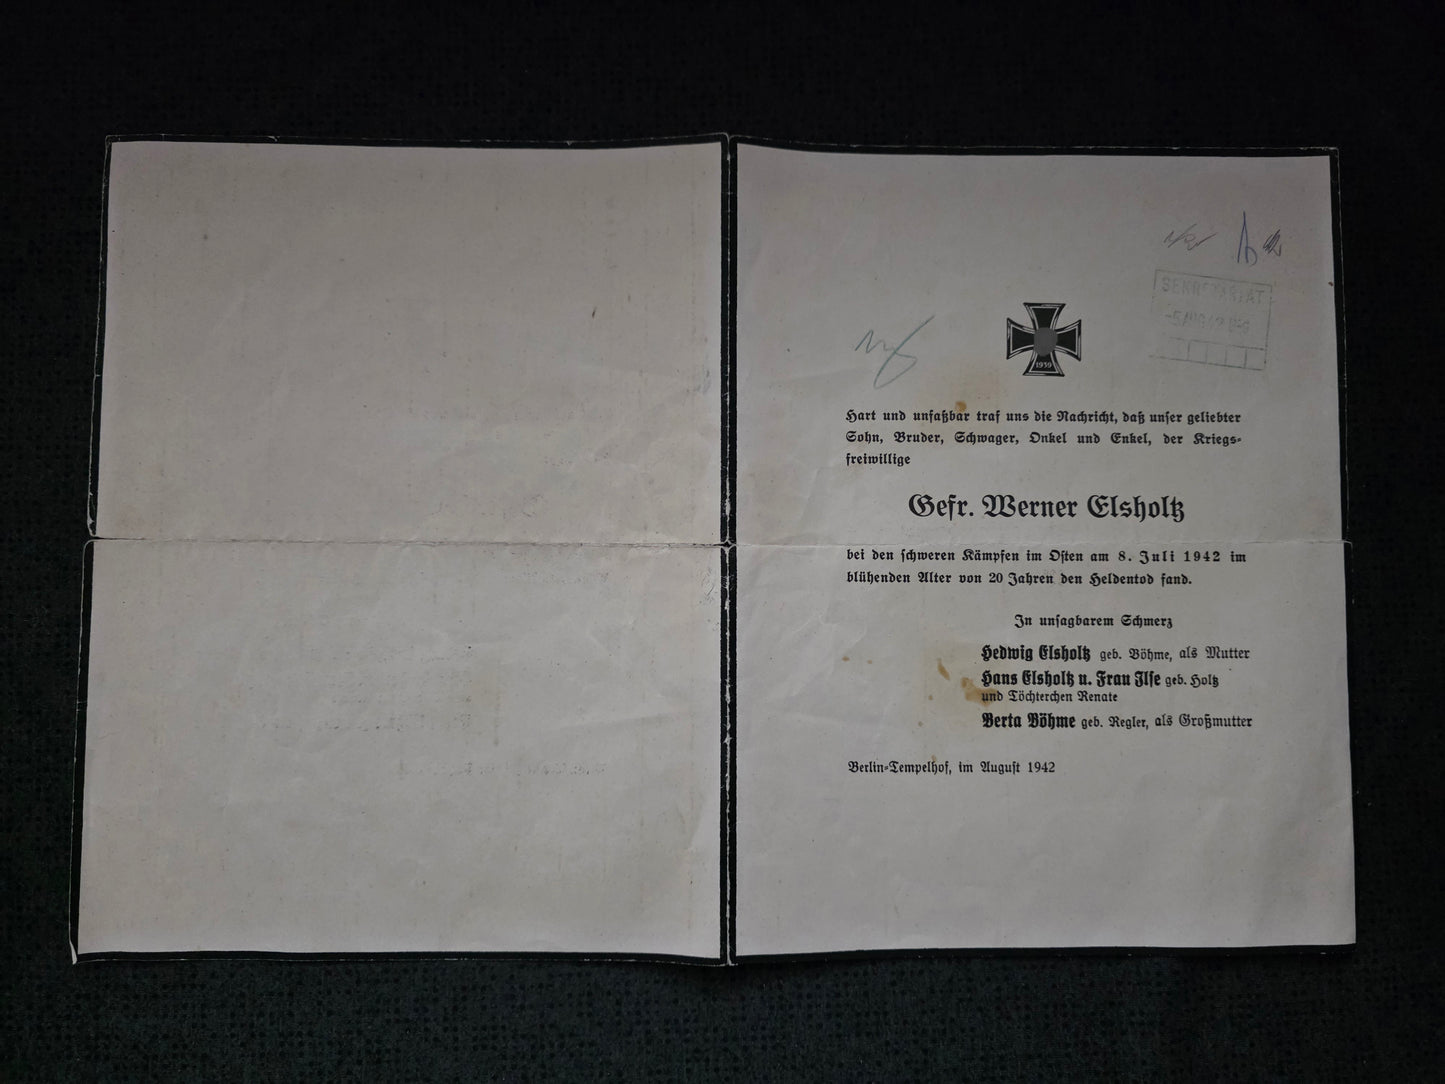 SEKRETARIAT
1939
Hart und unfaßbar traf uns die Nachricht, daß unser geliebter
Sohn, Bruder, Schwager, Onkel und Enkel, der Kriegs-
freiwillige
Gefr. Werner Elsholtz
bei den schweren Kämpfen im Osten am 8. Juli 1942 im
blühenden Alter von 20 Jahren den Heldentod fand.
In unsagbarem Schmerz
Hedwig Elsholtz geb. Böhme, als Mutter
Hans Elsholtz u. Frau Ilse geb. Holtz
und Töchterchen Renate
Berta Böhme geb. Regler, als Großmutter
Berlin-Tempelhof, im August 1942